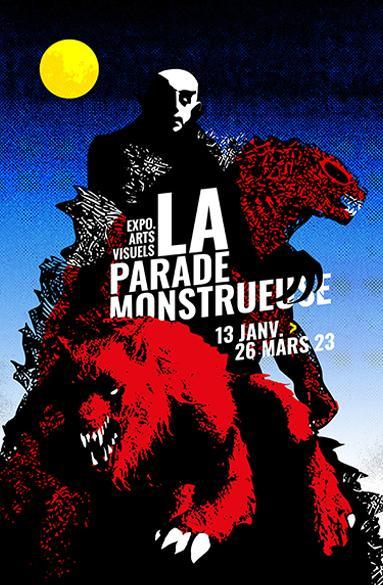 EXPO.
ARTS
VISUELS
LA
PARADE
MONSTRUEUSE
13 JANV. >
26 MARS 23